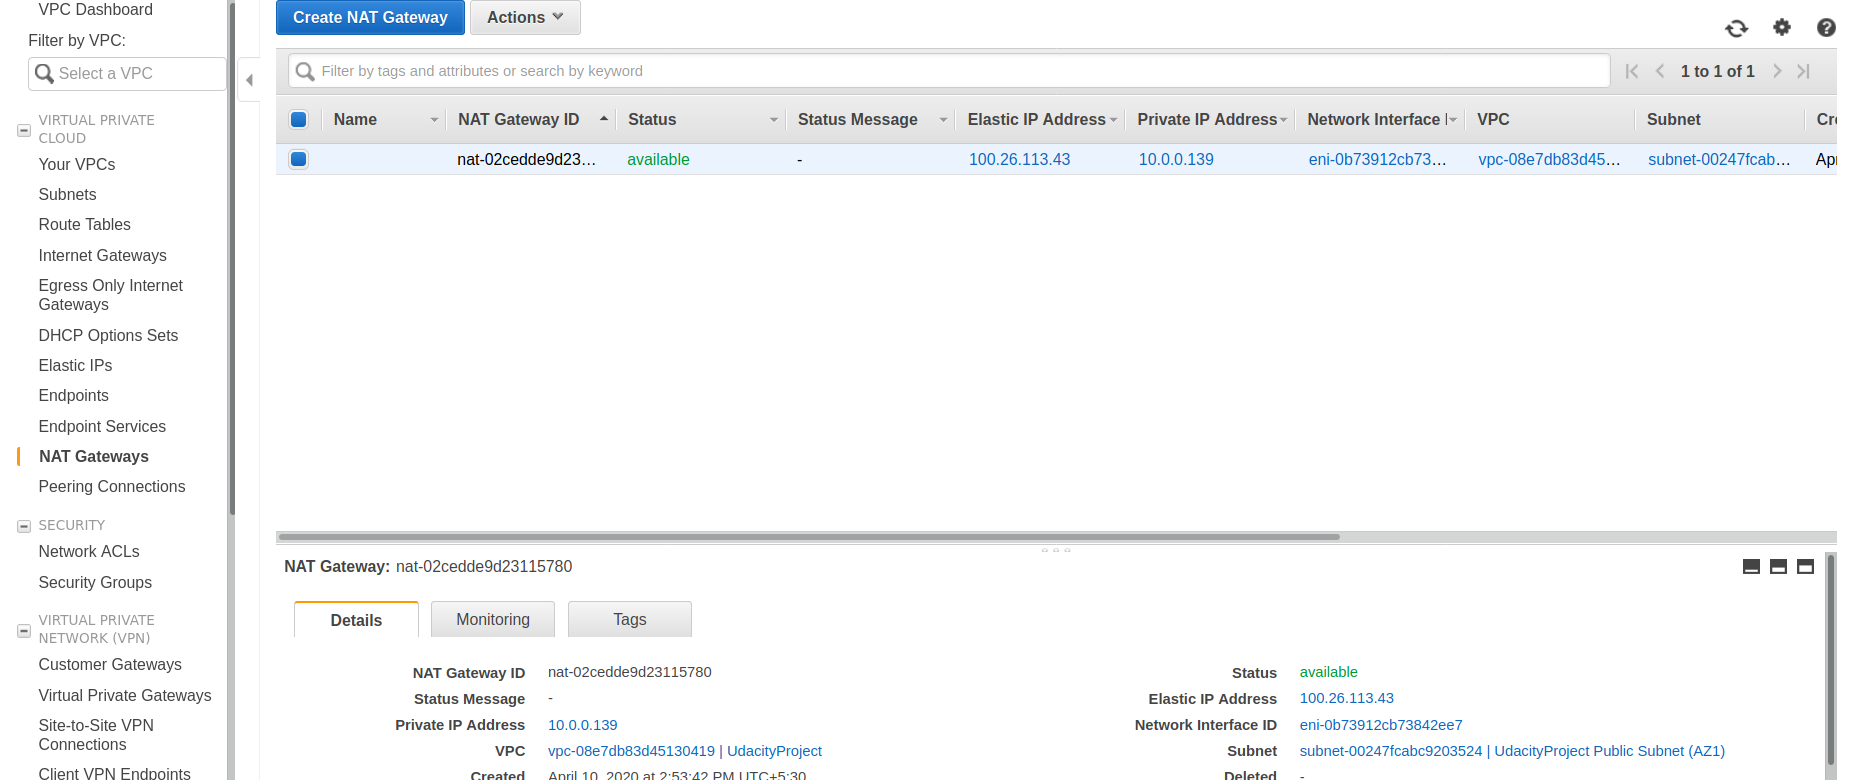 VPC Dashboard
Filter by VPC:
Select a VPC
VIRTUAL PRIVATE
CLOUD
Your VPCs
Subnets
Route Tables
Internet Gateways
Egress Only Internet
Gateways
DHCP Options Sets
Elastic IPs
Endpoints
Endpoint Services
NAT Gateways
Peering Connections
SECURITY
Network ACLs
Security Groups
VIRTUAL PRIVATE
NETWORK (VPN)
Customer Gateways
Virtual Private Gateways
Site-to-Site VPN
Connections
Client VPN Endpoints
Create NAT Gateway Actions
Filter by tags and attributes or search by keyword 1 to 1 of 1
Name NAT Gateway ID Status Status Message Elastic IP Address Private IP Address Network Interface VPC Subnet
nat-02cedde9d23... available - 100.26.113.43 10.0.0.139 eni-0b73912cb73... vpc-08e7db83d45... subnet-00247fcab...
NAT Gateway: nat-02cedde9d23115780
Details Monitoring Tags
NAT Gateway ID nat-02cedde9d23115780 Status available
Status Message - Elastic IP Address 100.26.113.43
Private IP Address 10.0.0.139 Network Interface ID eni-0b73912cb73842ee7
VPC vpc-08e7db83d45130419 | UdacityProject Subnet subnet-00247fcabc9203524 | UdacityProject Public Subnet (AZ1)
Created April 10, 2020 at 2:53:42 PM UTC+5:30 Deleted -